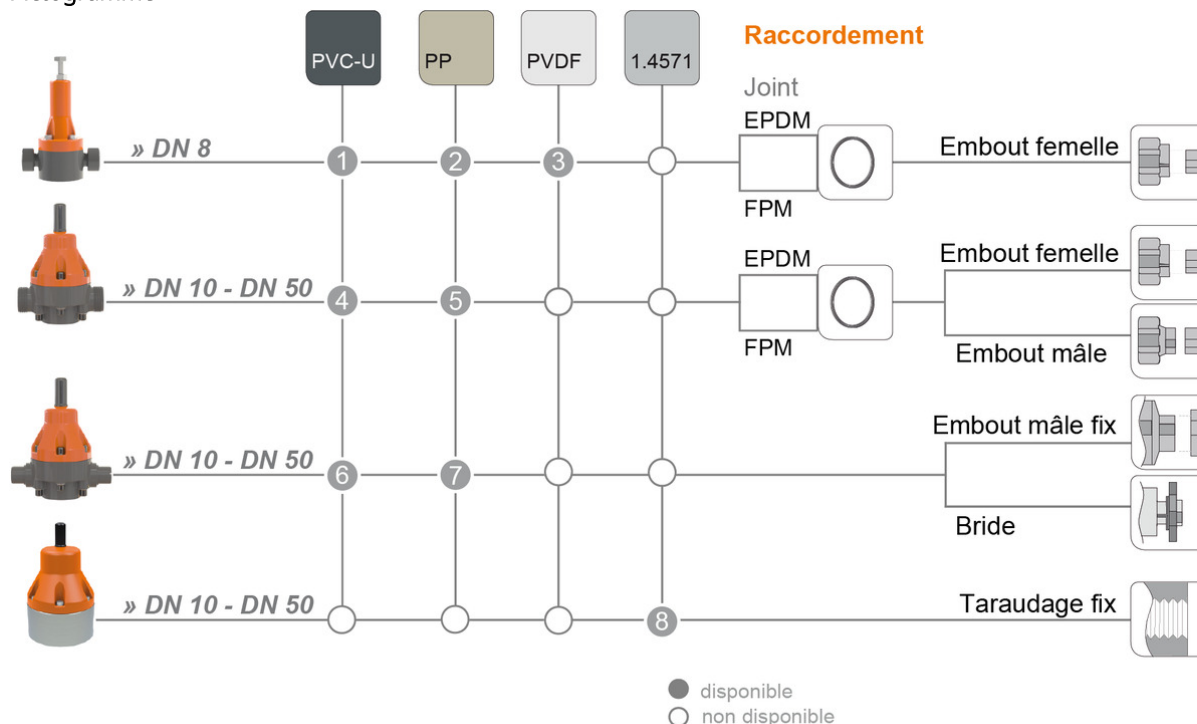 PVC-U
PP
PVDF
1.4571
Raccordement
Joint
» DN 8
1
2
3
EPDM
FPM
Embout femelle
» DN 10 - DN 50
4
5
EPDM
FPM
Embout femelle
Embout mâle
» DN 10 - DN 50
6
7
Embout mâle fix
Bride
» DN 10 - DN 50
8
Taraudage fix
disponible
non disponible